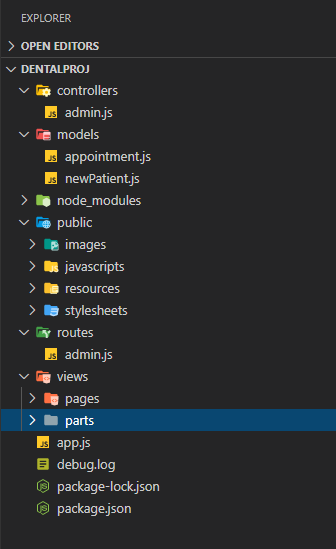 EXPLORER
OPEN EDITORS
DENTALPROJ
controllers
admin.js
models
appointment.js
newPatient.js
node_modules
public
images
javascripts
resources
stylesheets
routes
admin.js
views
pages
parts
app.js
debug.log
package-lock.json
package.json